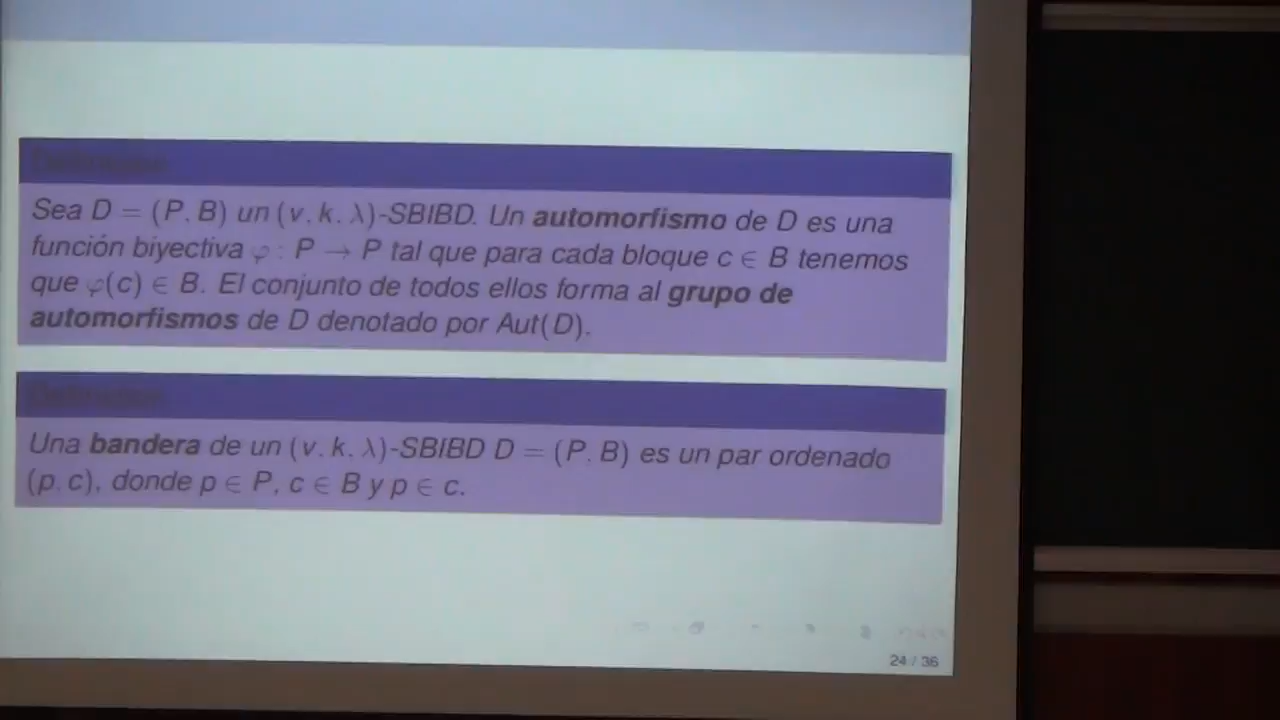 Sea D = (P, B) un (v, k, λ)-SBIBD. Un automorfismo de D es una
función biyectiva φ : P → P tal que para cada bloque c ∈ B tenemos
que φ(c) ∈ B. El conjunto de todos ellos forma al grupo de
automorfismos de D denotado por Aut(D).
Una bandera de un (v, k, λ)-SBIBD D = (P, B) es un par ordenado
(p, c), donde p ∈ P, c ∈ B y p ∈ c.
24 / 36